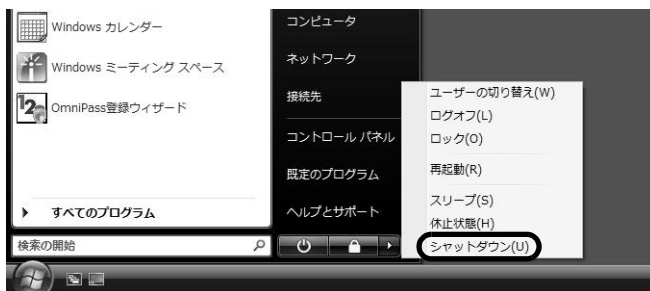 Windows カレンダー
Windows ミーティング スペース
12
OmniPass登録ウィザード
すべてのプログラム
検索の開始
コンピュータ
ネットワーク
接続先
コントロール パネル
既定のプログラム
ヘルプとサポート
ユーザーの切り替え(W)
ログオフ(L)
ロック(O)
再起動(R)
スリープ(S)
休止状態(H)
シャットダウン(U)